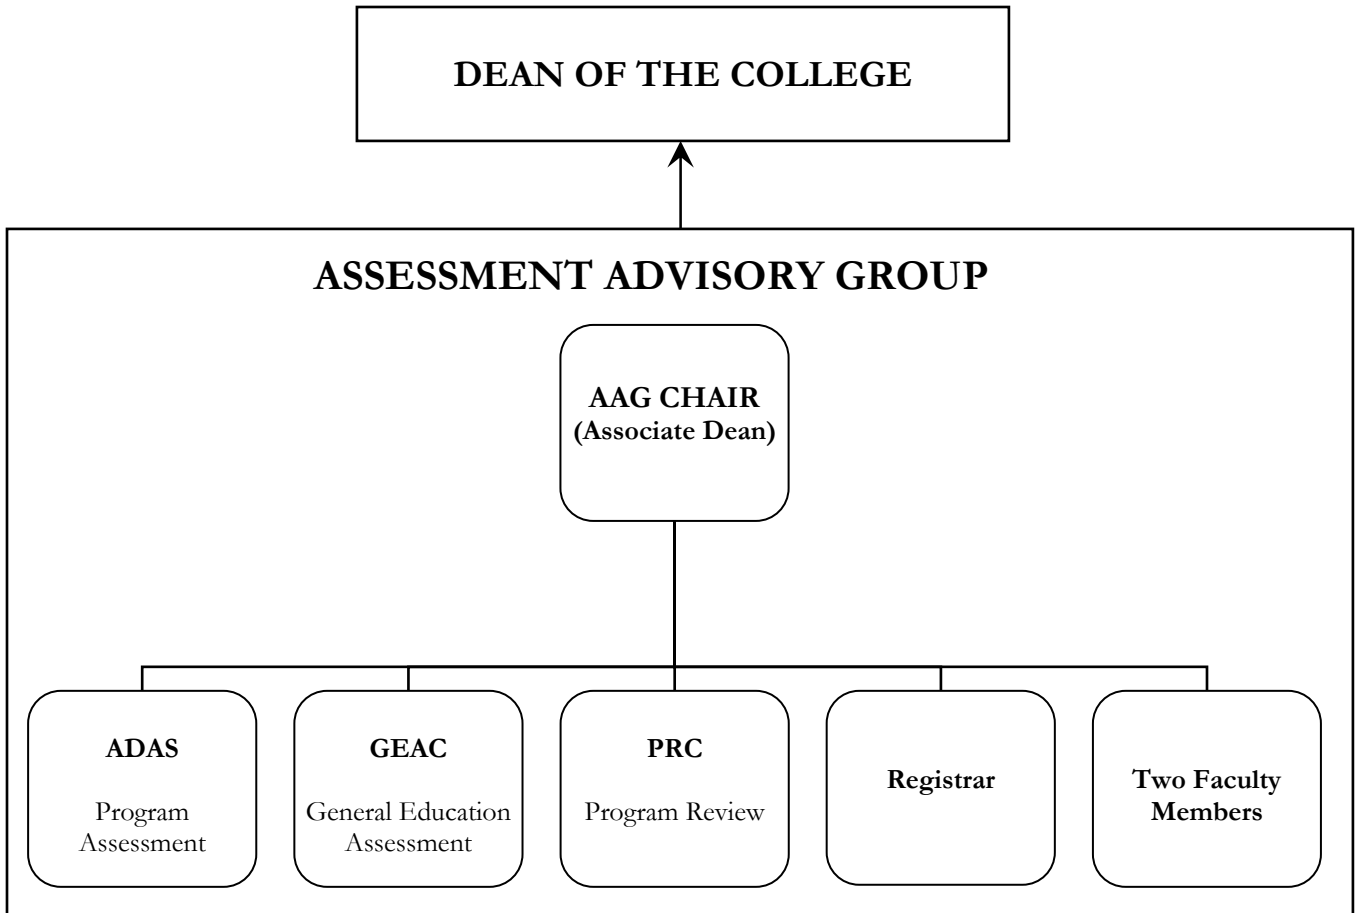 DEAN OF THE COLLEGE
ASSESSMENT ADVISORY GROUP
AAG CHAIR
(Associate Dean)
ADAS
Program
Assessment
GEAC
General Education
Assessment
PRC
Program Review
Registrar
Two Faculty
Members